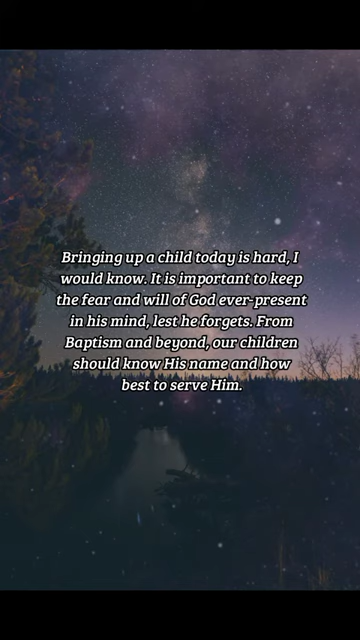 Bringing up a child today is hard, I
would know. It is important to keep
the fear and will of God ever-present
in his mind, lest he forgets. From
Baptism and beyond, our children
should know His name and how
best to serve Him.